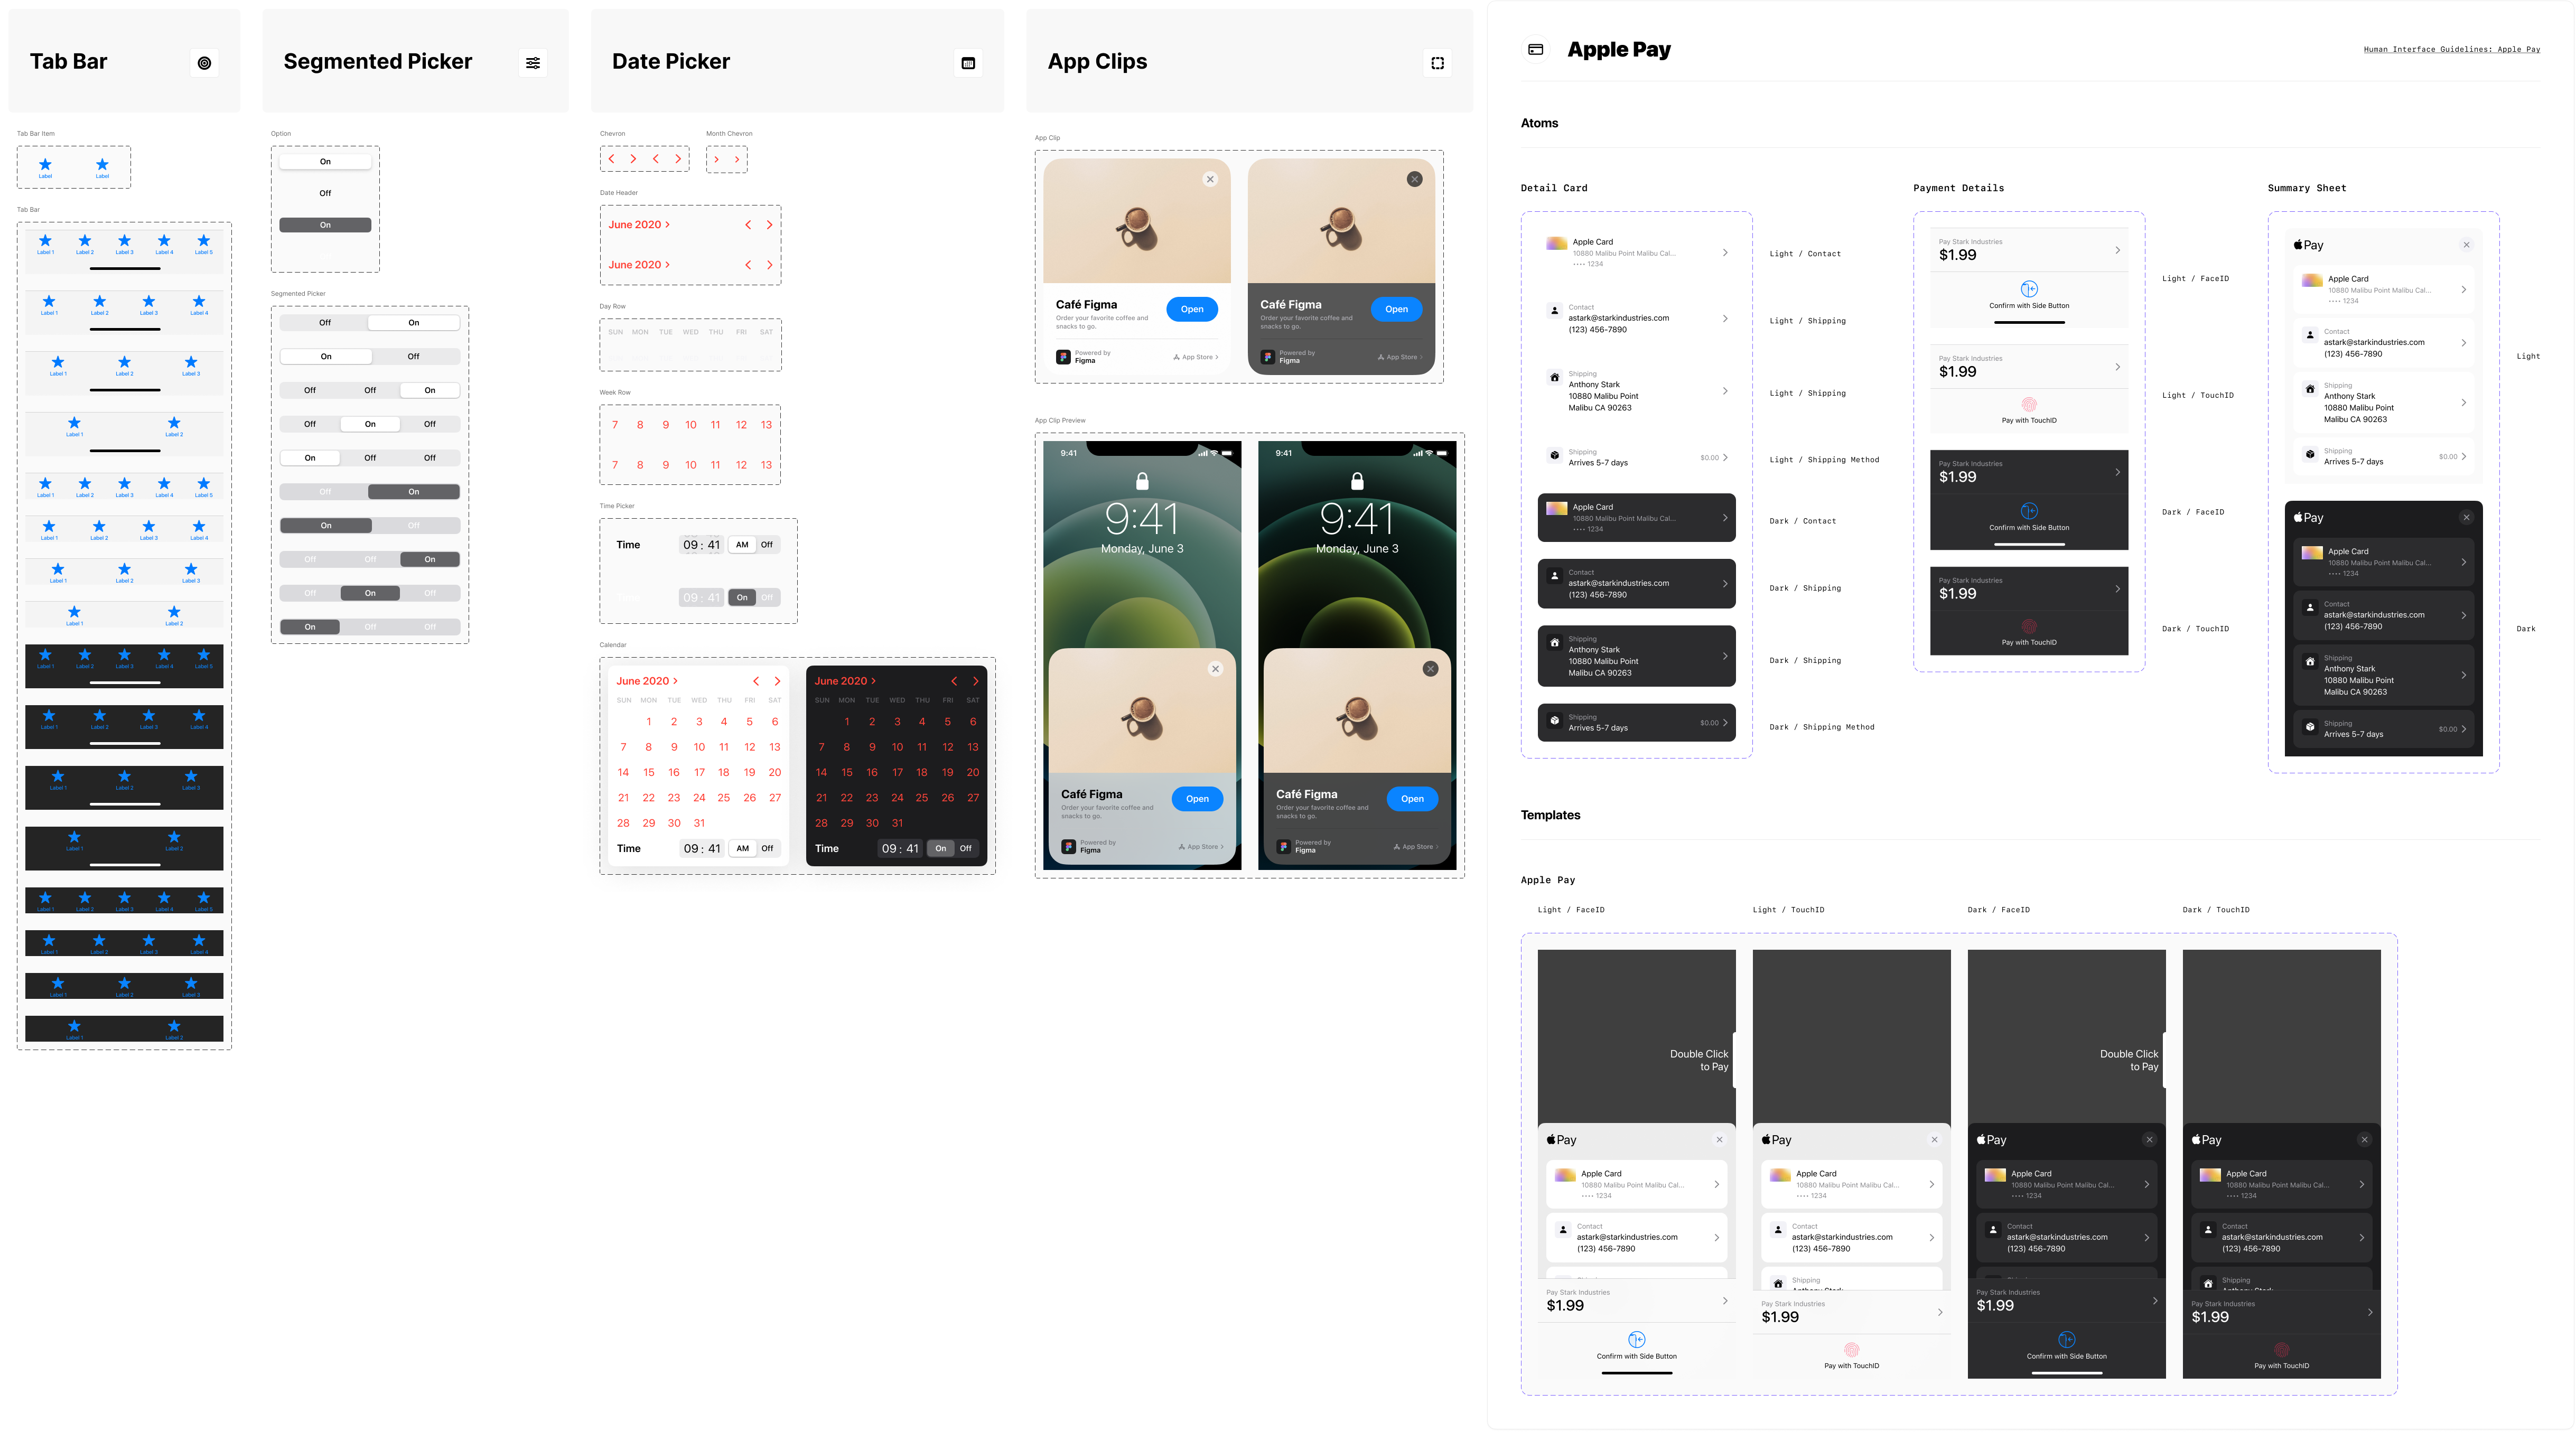 Tab Bar
Tab Bar Item
Label Label
Tab Bar
Label 1 Label 2 Label 3 Label 4 Label 5
Label 1 Label 2 Label 3 Label 4
Label 1 Label 2 Label 3
Label 1 Label 2
Label 1 Label 2 Label 3 Label 4 Label 5
Label 1 Label 2 Label 3 Label 4
Label 1 Label 2 Label 3
Label 1 Label 2
Label 1 Label 2 Label 3 Label 4 Label 5
Label 1 Label 2 Label 3 Label 4
Label 1 Label 2 Label 3
Label 1 Label 2
Label 1 Label 2 Label 3 Label 4 Label 5
Label 1 Label 2 Label 3 Label 4
Label 1 Label 2 Label 3
Label 1 Label 2
Segmented Picker
Option
On
Off
On
Segmented Picker
Off On
On Off
Off Off On
Off On Off
On Off Off
Off On
On Off
Off Off On
Off On Off
On Off Off
Date Picker
Chevron Month Chevron
Date Header
June 2020
June 2020
Day Row
SUN MON TUE WED THU FRI SAT
Week Row
7 8 9 10 11 12 13
7 8 9 10 11 12 13
Time Picker
Time 09 : 41 AM Off
09 : 41 On Off
Calendar
June 2020
SUN MON TUE WED THU FRI SAT
1 2 3 4 5 6
7 8 9 10 11 12 13
14 15 16 17 18 19 20
21 22 23 24 25 26 27
28 29 30 31
Time 09 : 41 AM Off
June 2020
SUN MON TUE WED THU FRI SAT
1 2 3 4 5 6
7 8 9 10 11 12 13
14 15 16 17 18 19 20
21 22 23 24 25 26 27
28 29 30 31
Time 09 : 41 On Off
App Clips
App Clip
Café Figma
Order your favorite coffee and
snacks to go.
Open
Powered by
Figma
App Store
Café Figma
Order your favorite coffee and
snacks to go.
Open
Powered by
Figma
App Store
App Clip Preview
9:41
9:41
Monday, June 3
Café Figma
Order your favorite coffee and
snacks to go.
Open
Powered by
Figma
App Store
9:41
9:41
Monday, June 3
Café Figma
Order your favorite coffee and
snacks to go.
Open
Powered by
Figma
App Store
Apple Pay
Human Interface Guidelines: Apple Pay
Atoms
Detail Card
Apple Card
10880 Malibu Point Malibu Cal...
•••• 1234
Light / Contact
Contact
astark@starkindustries.com
(123) 456-7890
Light / Shipping
Shipping
Anthony Stark
10880 Malibu Point
Malibu CA 90263
Light / Shipping
Shipping
Arrives 5-7 days
$0.00
Light / Shipping Method
Apple Card
10880 Malibu Point Malibu Cal...
•••• 1234
Dark / Contact
Contact
astark@starkindustries.com
(123) 456-7890
Dark / Shipping
Shipping
Anthony Stark
10880 Malibu Point
Malibu CA 90263
Dark / Shipping
Shipping
Arrives 5-7 days
$0.00
Dark / Shipping Method
Payment Details
Pay Stark Industries
$1.99
Confirm with Side Button
Light / FaceID
Pay Stark Industries
$1.99
Pay with TouchID
Light / TouchID
Pay Stark Industries
$1.99
Confirm with Side Button
Dark / FaceID
Pay Stark Industries
$1.99
Pay with TouchID
Dark / TouchID
Summary Sheet
Pay
Apple Card
10880 Malibu Point Malibu Cal...
•••• 1234
Contact
astark@starkindustries.com
(123) 456-7890
Shipping
Anthony Stark
10880 Malibu Point
Malibu CA 90263
Shipping
Arrives 5-7 days
$0.00
Light
Pay
Apple Card
10880 Malibu Point Malibu Cal...
•••• 1234
Contact
astark@starkindustries.com
(123) 456-7890
Shipping
Anthony Stark
10880 Malibu Point
Malibu CA 90263
Shipping
Arrives 5-7 days
$0.00
Dark
Templates
Apple Pay
Light / FaceID
Double Click
to Pay
Pay
Apple Card
10880 Malibu Point Malibu Cal...
•••• 1234
Contact
astark@starkindustries.com
(123) 456-7890
Pay Stark Industries
$1.99
Confirm with Side Button
Light / TouchID
Pay
Apple Card
10880 Malibu Point Malibu Cal...
•••• 1234
Contact
astark@starkindustries.com
(123) 456-7890
Shipping
Pay Stark Industries
$1.99
Pay with TouchID
Dark / FaceID
Double Click
to Pay
Pay
Apple Card
10880 Malibu Point Malibu Cal...
•••• 1234
Contact
astark@starkindustries.com
(123) 456-7890
Pay Stark Industries
$1.99
Confirm with Side Button
Dark / TouchID
Pay
Apple Card
10880 Malibu Point Malibu Cal...
•••• 1234
Contact
astark@starkindustries.com
(123) 456-7890
Shipping
Pay Stark Industries
$1.99
Pay with TouchID